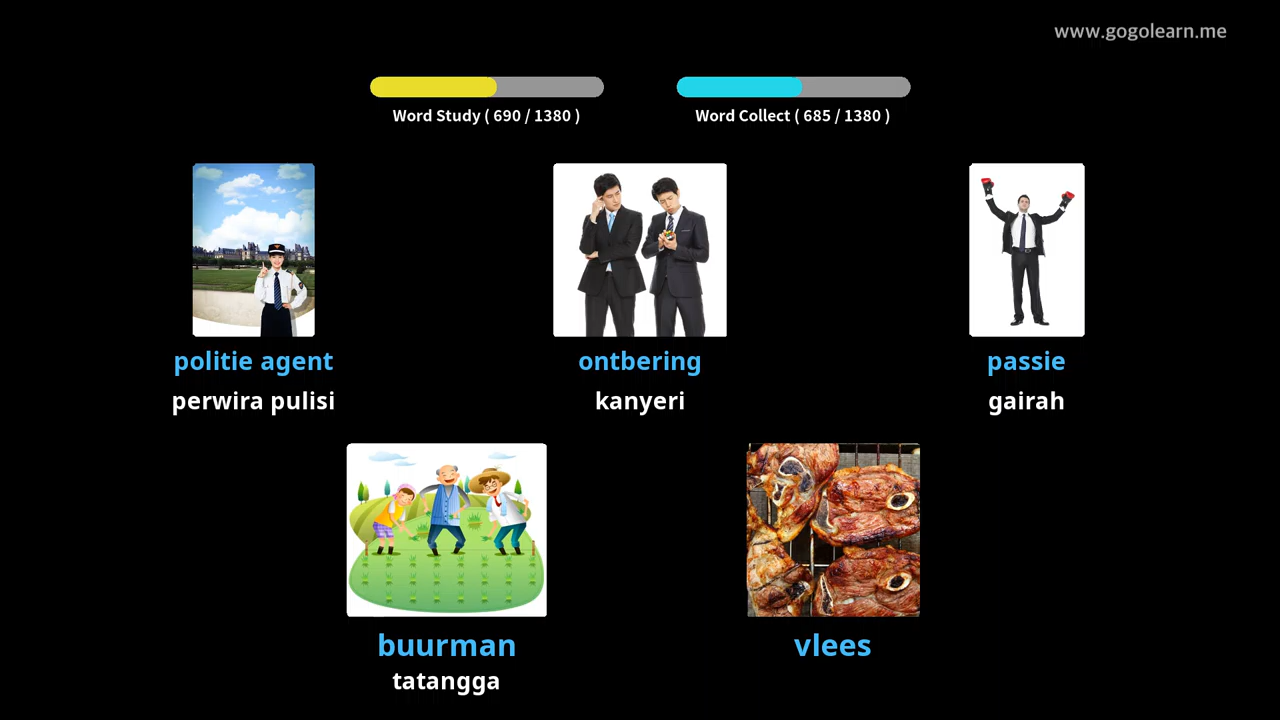 www.gogolearn.me
Word Study ( 690 / 1380 )
Word Collect ( 685 / 1380 )
politie agent
perwira pulisi
ontbering
kanyeri
passie
gairah
buurman
tatangga
vlees